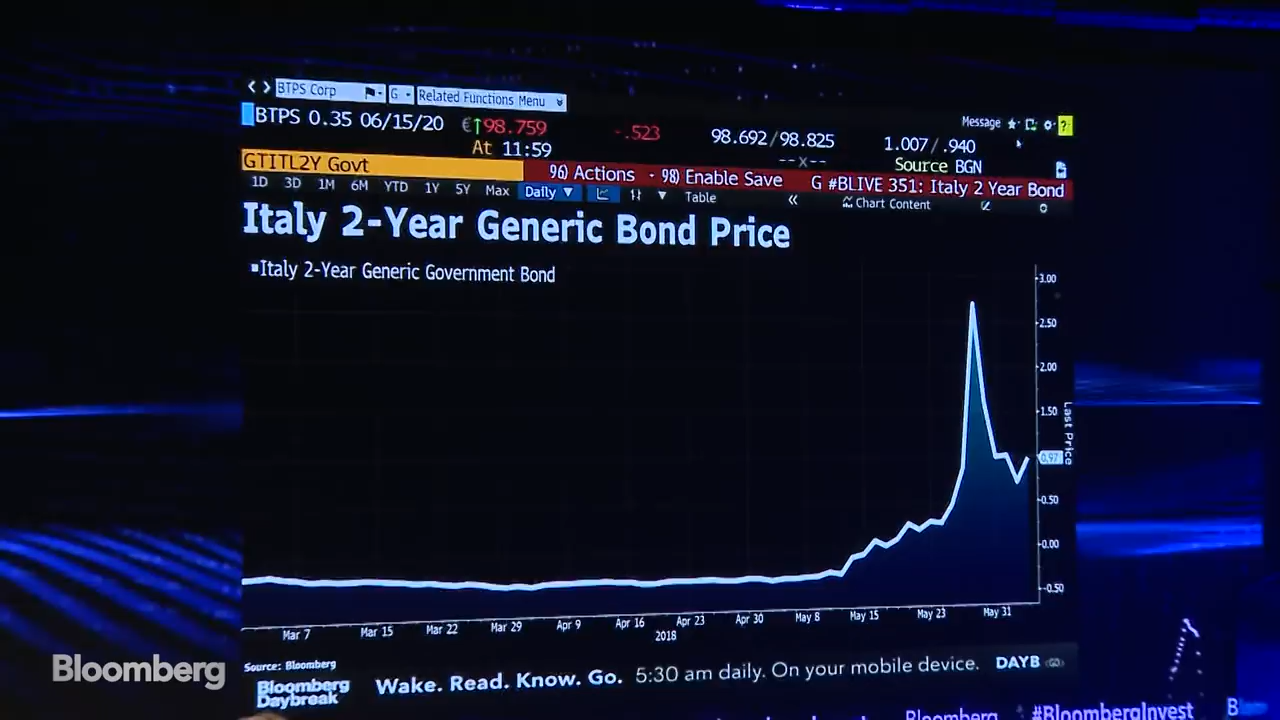 BTPS Corp G Related Functions Menu
BTPS 0.35 06/15/20 €↑98.759 -.523 98.692/98.825 1.007/.940
Message
At 11:59 --x-- Source BGN
GTITL2Y Govt 96) Actions 98) Enable Save G #BLIVE 351: Italy 2 Year Bond
1D 3D 1M 6M YTD 1Y 5Y Max Daily ▼ ▼ Table « Chart Content
Italy 2-Year Generic Bond Price
Italy 2-Year Generic Government Bond
3.00
2.50
2.00
1.50
Last Price
0.97
0.50
0.00
-0.50
Mar 7 Mar 15 Mar 22 Mar 29 Apr 9 Apr 16 Apr 23 Apr 30 May 8 May 15 May 23 May 31
2018
Source: Bloomberg
Bloomberg
Bloomberg Daybreak
Wake. Read. Know. Go. 5:30 am daily. On your mobile device. DAYB GO
Bloomberg #BloombergInvest